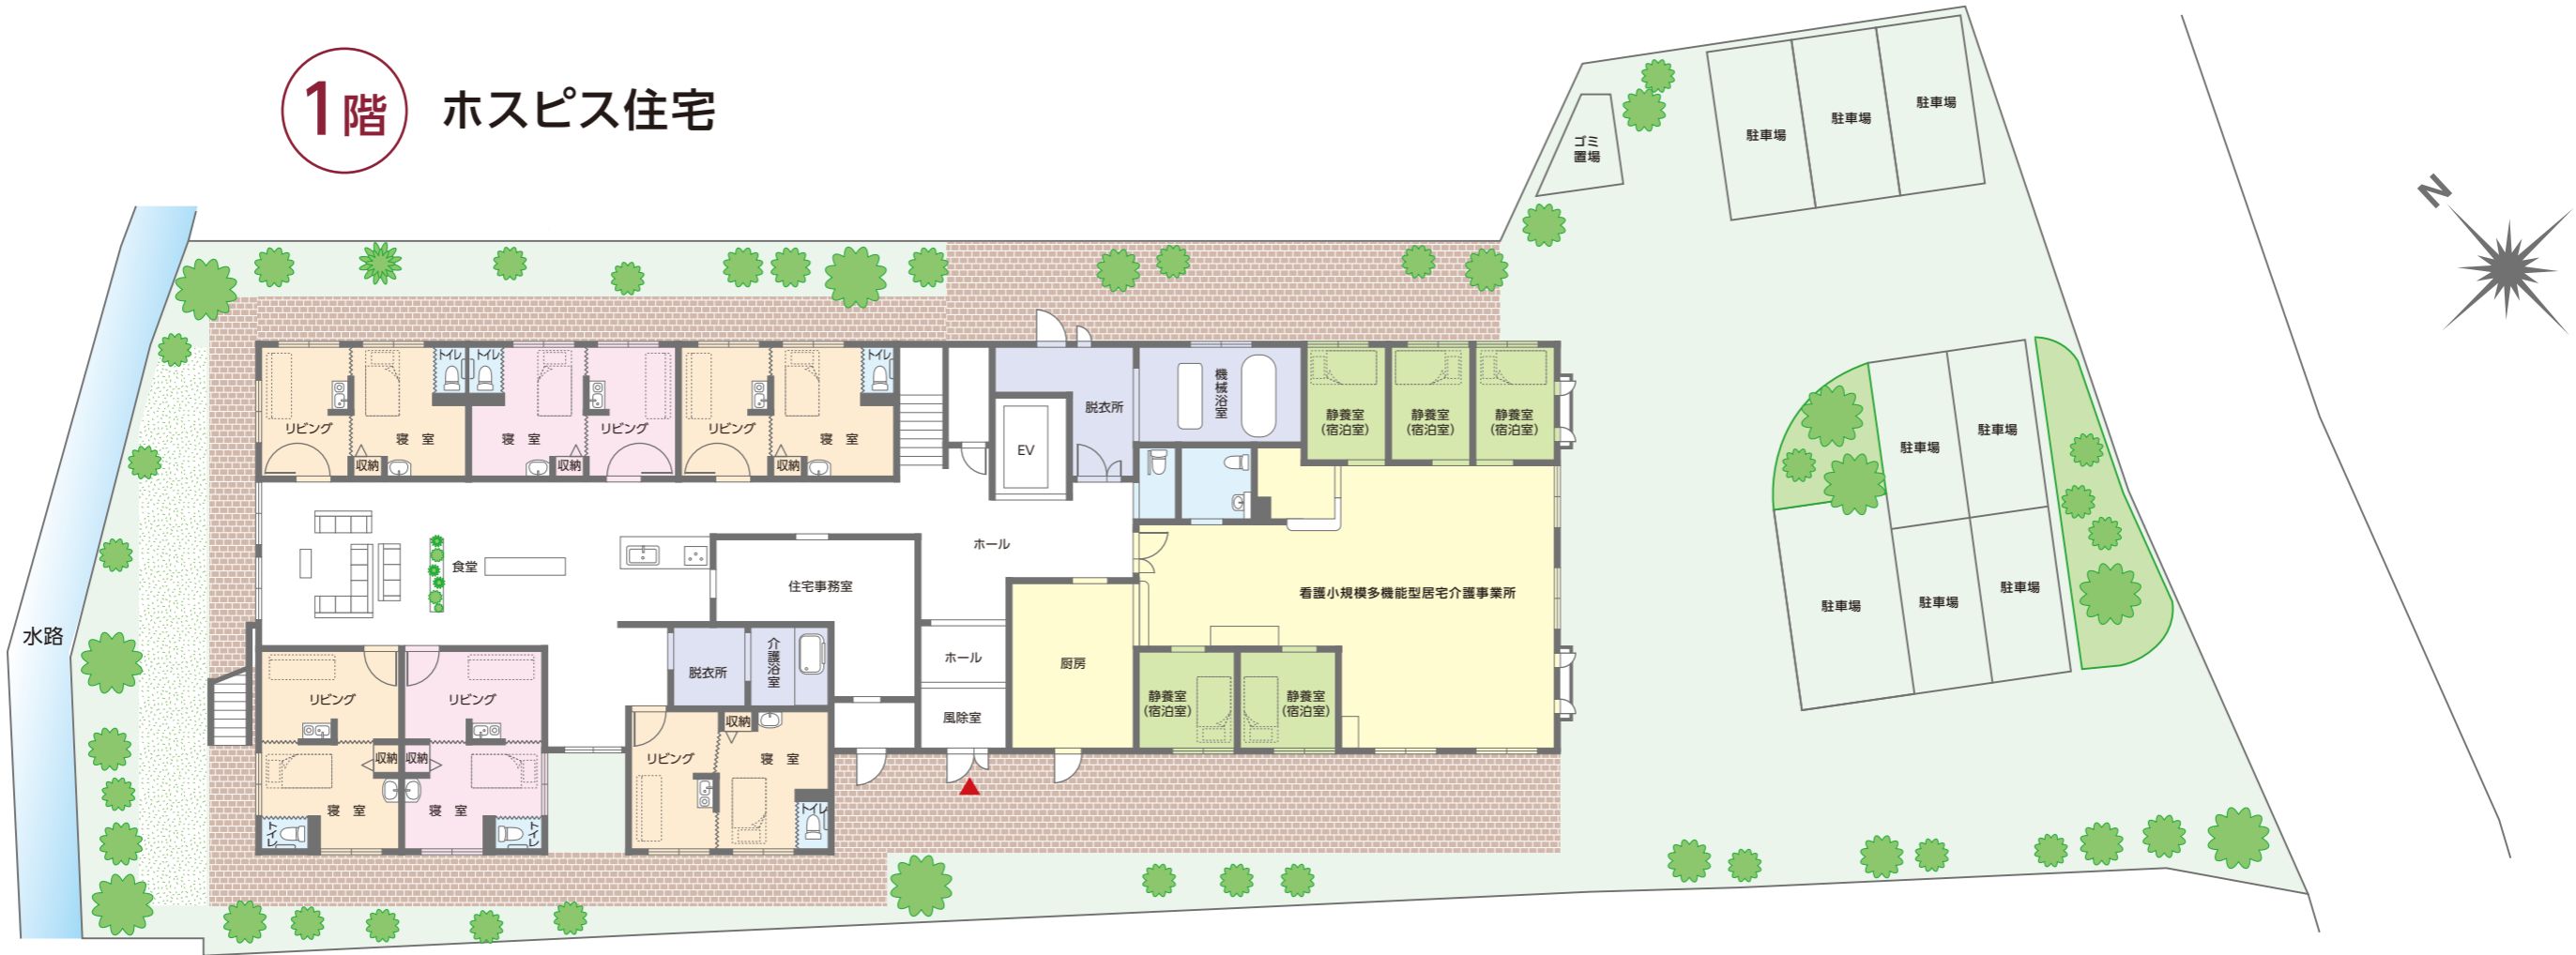 1階
ホスピス住宅
駐車場
駐車場
駐車場
ゴミ
置場
N
トイレ
トイレ
トイレ
リビング
寝室
収納
寝室
収納
リビング
リビング
収納
寝室
EV
脱衣所
機械浴室
静養室
(宿泊室)
静養室
(宿泊室)
静養室
(宿泊室)
駐車場
駐車場
ホール
食堂
住宅事務室
看護小規模多機能型居宅介護事業所
駐車場
駐車場
駐車場
水路
リビング
リビング
脱衣所
介護浴室
ホール
厨房
静養室
(宿泊室)
静養室
(宿泊室)
風除室
収納
収納
収納
リビング
寝室
寝室
寝室
トイレ
トイレ
トイレ